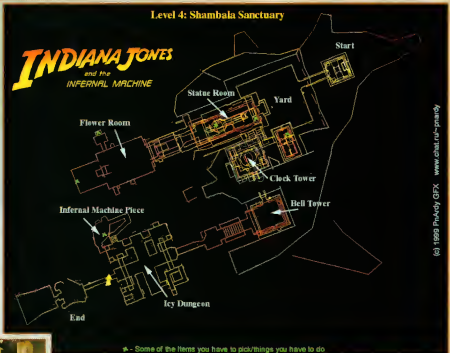 Level 4: Shambala Sanctuary
INDIANA JONES
and the
INFERNAL MACHINE
Start
Statue Room
Yard
Flower Room
Clock Tower
Bell Tower
Infernal Machine Piece
Icy Dungeon
End
(c) 1999 PnArdy GFX www.chat.ru/~pnardy
- Some of the items you have to pick/things you have to do